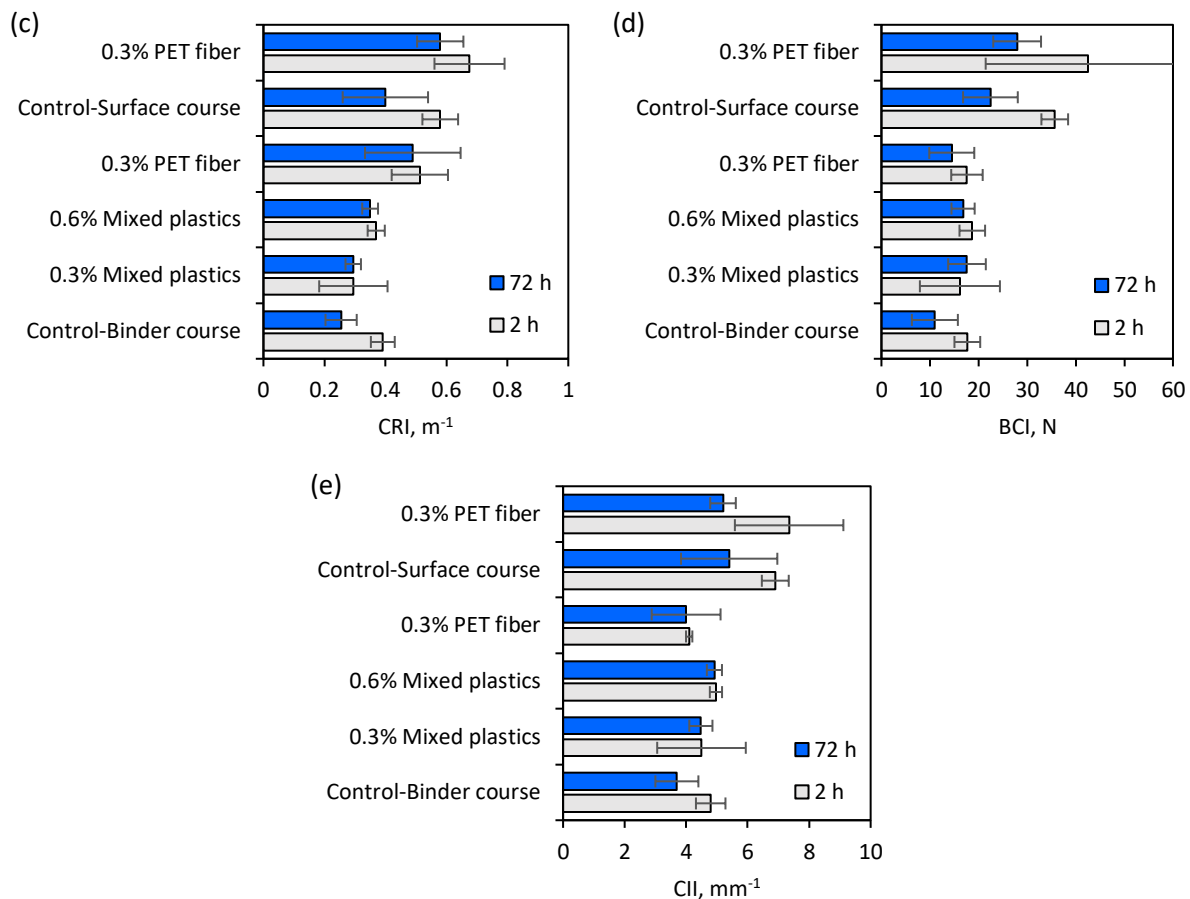 (c)
0.3% PET fiber
Control-Surface course
0.3% PET fiber
0.6% Mixed plastics
0.3% Mixed plastics
Control-Binder course
72 h
2 h
0 0.2 0.4 0.6 0.8 1
CRI, m⁻¹
(d)
0.3% PET fiber
Control-Surface course
0.3% PET fiber
0.6% Mixed plastics
0.3% Mixed plastics
Control-Binder course
72 h
2 h
0 10 20 30 40 50 60
BCI, N
(e)
0.3% PET fiber
Control-Surface course
0.3% PET fiber
0.6% Mixed plastics
0.3% Mixed plastics
Control-Binder course
72 h
2 h
0 2 4 6 8 10
CII, mm⁻¹